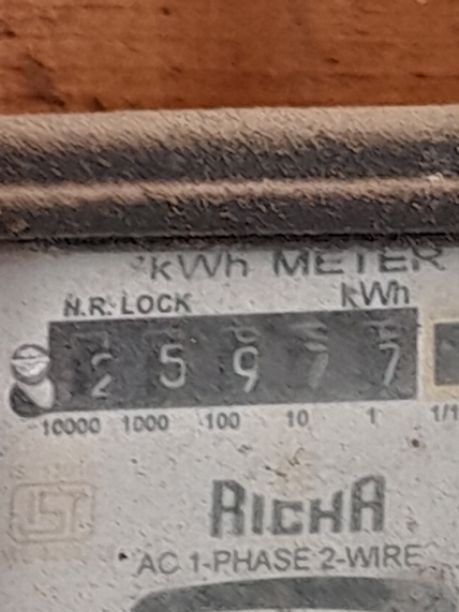 kWh METER
N.R. LOCK kWh
2 5 9 7 7
10000 1000 100 10 1 1/1
RICHA
AC 1-PHASE 2-WIRE